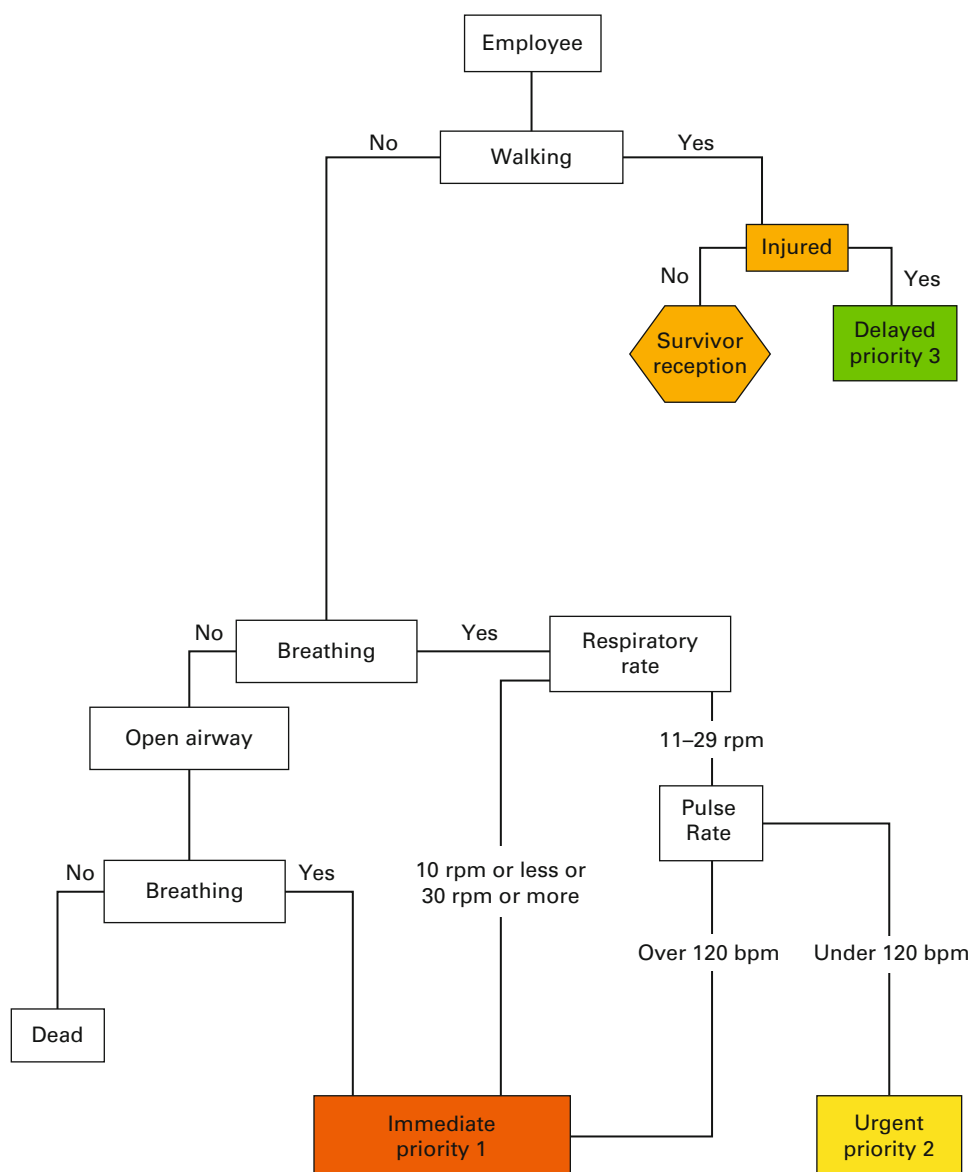 Employee
No
Walking
Yes
Injured
No
Yes
Survivor
reception
Delayed
priority 3
No
Breathing
Yes
Respiratory
rate
Open airway
11–29 rpm
Pulse
Rate
No
Breathing
Yes
10 rpm or less or
30 rpm or more
Over 120 bpm
Under 120 bpm
Dead
Immediate
priority 1
Urgent
priority 2